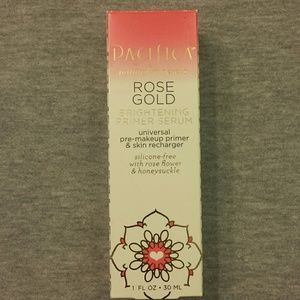 PACIFICA
ROSE
GOLD
BRIGHTENING
PRIMER SERUM
universal
pre-makeup primer
& skin recharger
silicone-free
with rose flower
& honeysuckle
1 FL OZ • 30 ML